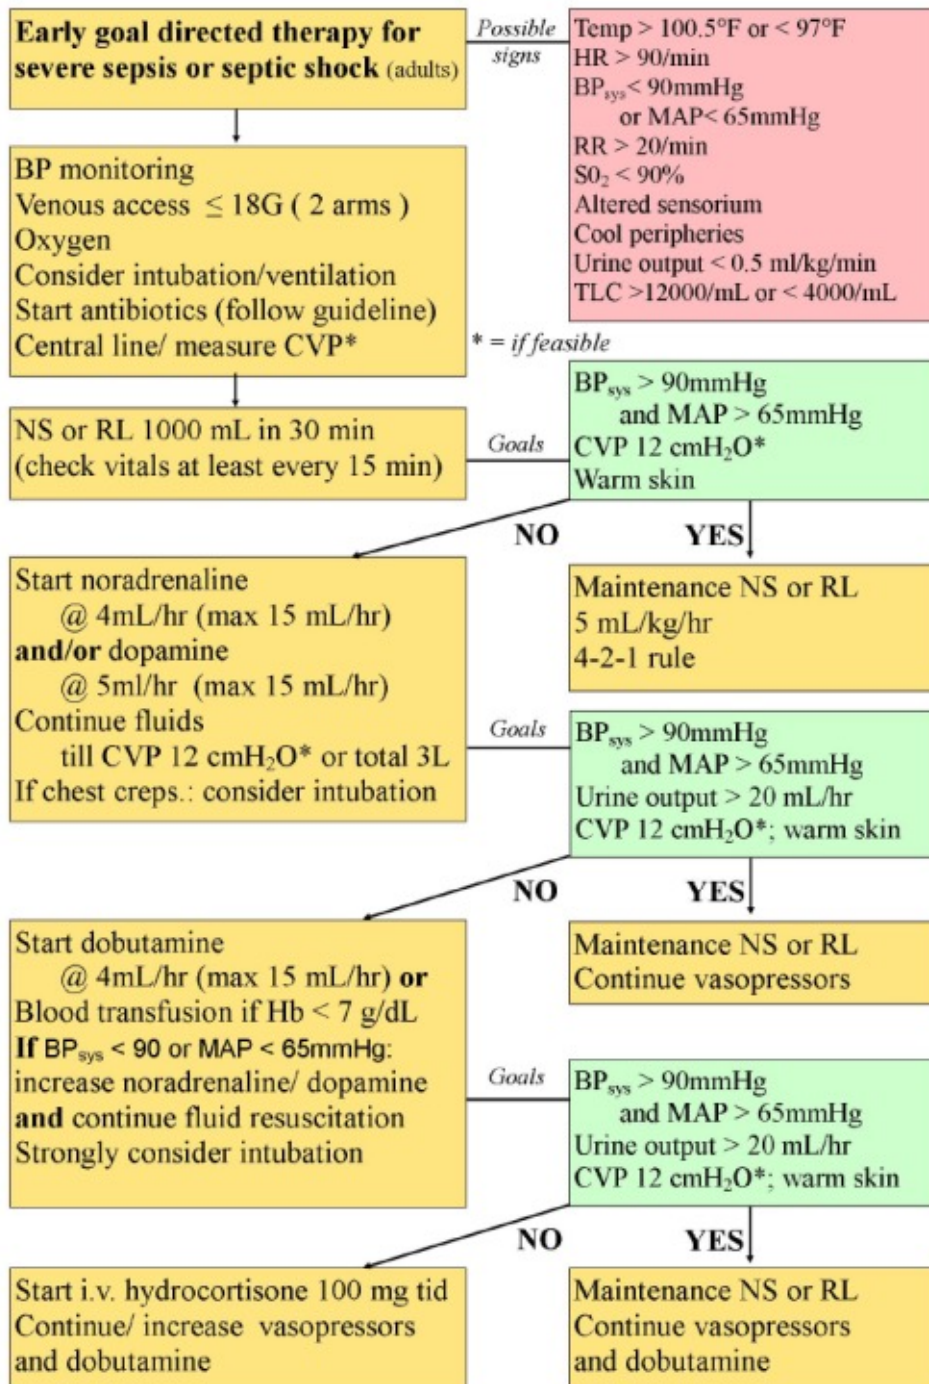 Early goal directed therapy for
severe sepsis or septic shock (adults)
Possible
signs
Temp > 100.5°F or < 97°F
HR > 90/min
BPsys< 90mmHg
or MAP< 65mmHg
RR > 20/min
S0₂ < 90%
Altered sensorium
Cool peripheries
Urine output < 0.5 ml/kg/min
TLC >12000/mL or < 4000/mL
BP monitoring
Venous access ≤ 18G ( 2 arms )
Oxygen
Consider intubation/ventilation
Start antibiotics (follow guideline)
Central line/ measure CVP*
* = if feasible
NS or RL 1000 mL in 30 min
(check vitals at least every 15 min)
Goals
BPsys > 90mmHg
and MAP > 65mmHg
CVP 12 cmH₂O*
Warm skin
NO
YES
Start noradrenaline
@ 4mL/hr (max 15 mL/hr)
and/or dopamine
@ 5ml/hr (max 15 mL/hr)
Continue fluids
till CVP 12 cmH₂O* or total 3L
If chest creps.: consider intubation
Maintenance NS or RL
5 mL/kg/hr
4-2-1 rule
Goals
BPsys > 90mmHg
and MAP > 65mmHg
Urine output > 20 mL/hr
CVP 12 cmH₂O*; warm skin
NO
YES
Start dobutamine
@ 4mL/hr (max 15 mL/hr) or
Blood transfusion if Hb < 7 g/dL
If BPsys < 90 or MAP < 65mmHg:
increase noradrenaline/ dopamine
and continue fluid resuscitation
Strongly consider intubation
Maintenance NS or RL
Continue vasopressors
Goals
BPsys > 90mmHg
and MAP > 65mmHg
Urine output > 20 mL/hr
CVP 12 cmH₂O*; warm skin
NO
YES
Start i.v. hydrocortisone 100 mg tid
Continue/ increase vasopressors
and dobutamine
Maintenance NS or RL
Continue vasopressors
and dobutamine